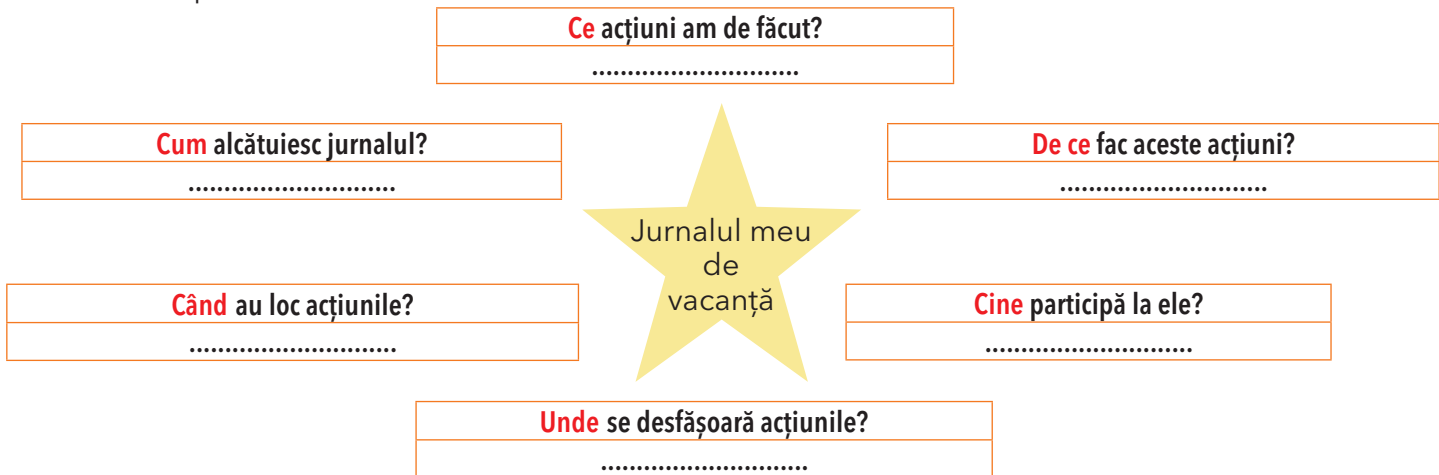 Ce acțiuni am de făcut?
.............................
Cum alcătuiesc jurnalul?
.............................
De ce fac aceste acțiuni?
.............................
Jurnalul meu
de
vacanță
Când au loc acțiunile?
.............................
Cine participă la ele?
.............................
Unde se desfășoară acțiunile?
.............................